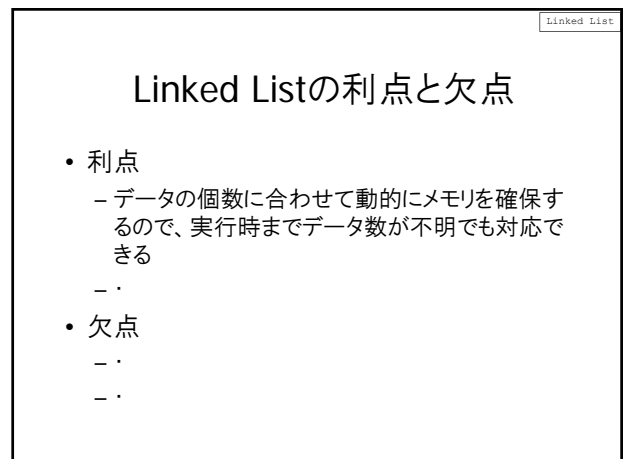 Linked List
Linked Listの利点と欠点
• 利点
– データの個数に合わせて動的にメモリを確保す
るので、実行時までデータ数が不明でも対応で
きる
– ・
• 欠点
– ・
– ・